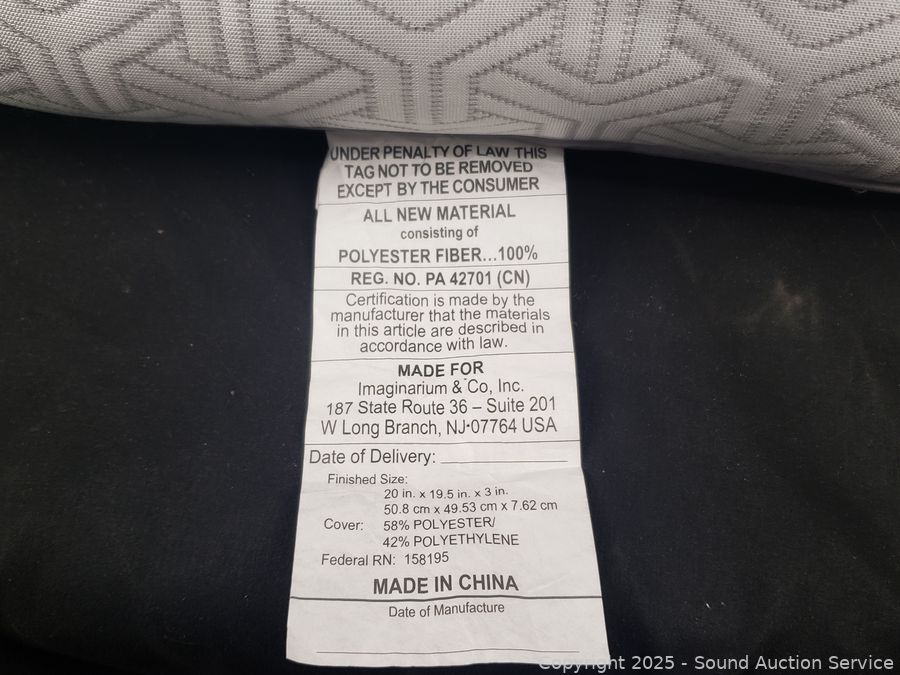 UNDER PENALTY OF LAW THIS
TAG NOT TO BE REMOVED
EXCEPT BY THE CONSUMER
ALL NEW MATERIAL
consisting of
POLYESTER FIBER...100%
REG. NO. PA 42701 (CN)
Certification is made by the
manufacturer that the materials
in this article are described in
accordance with law.
MADE FOR
Imaginarium & Co, Inc.
187 State Route 36 – Suite 201
W Long Branch, NJ 07764 USA
Date of Delivery:
Finished Size:
20 in. x 19.5 in. x 3 in.
50.8 cm x 49.53 cm x 7.62 cm
Cover: 58% POLYESTER/
42% POLYETHYLENE
Federal RN: 158195
MADE IN CHINA
Date of Manufacture
Copyright 2025 - Sound Auction Service